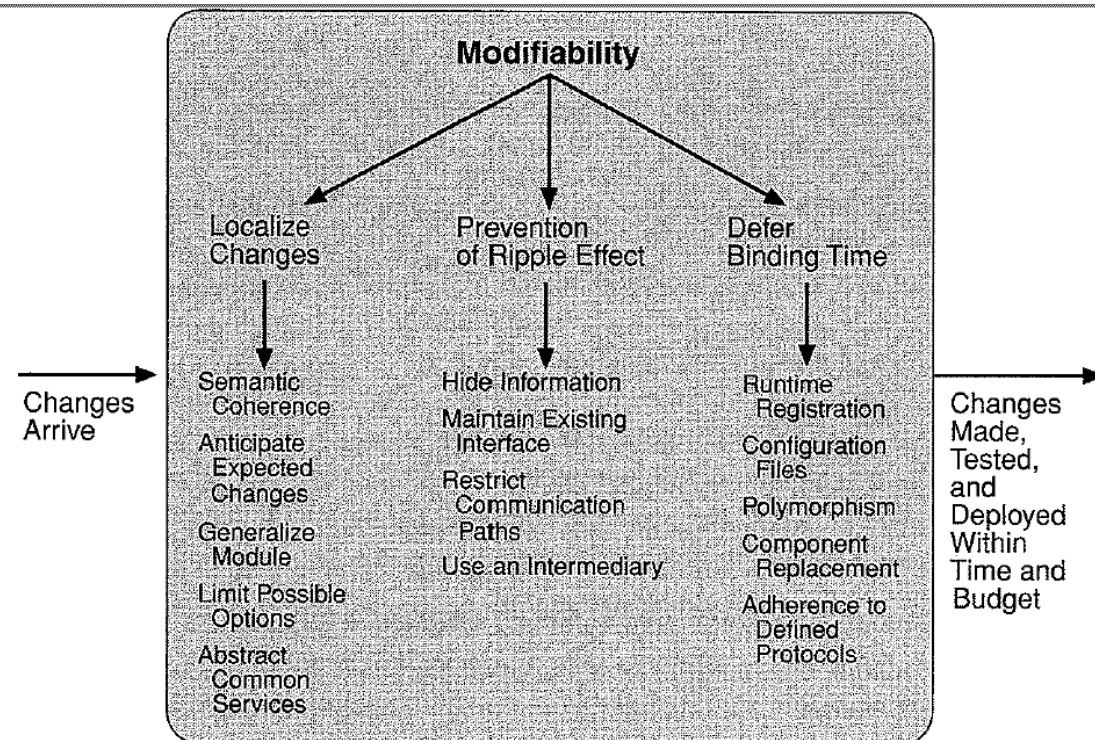 Modifiability
Localize
Changes
Prevention
of Ripple Effect
Defer
Binding Time
Changes
Arrive
Semantic
Coherence
Anticipate
Expected
Changes
Generalize
Module
Limit Possible
Options
Abstract
Common
Services
Hide Information
Maintain Existing
Interface
Restrict
Communication
Paths
Use an Intermediary
Runtime
Registration
Configuration
Files
Polymorphism
Component
Replacement
Adherence to
Defined
Protocols
Changes
Made,
Tested,
and
Deployed
Within
Time and
Budget